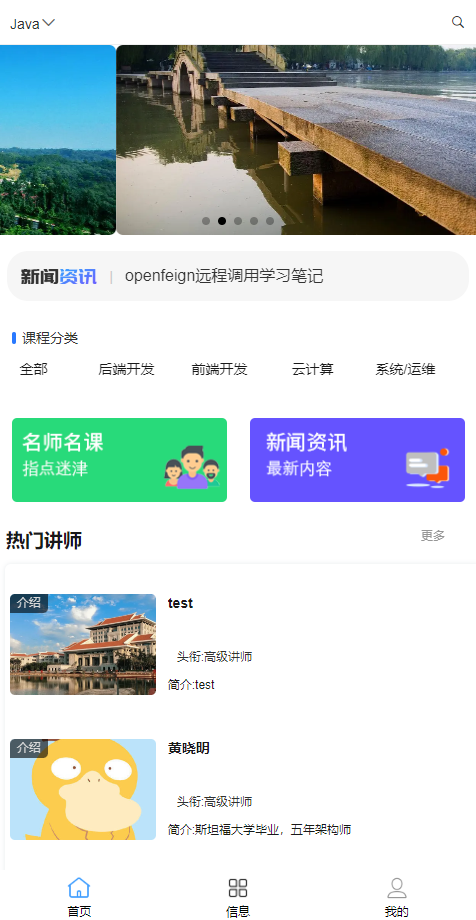 Java
新闻资讯 | openfeign远程调用学习笔记
课程分类
全部 后端开发 前端开发 云计算 系统/运维
名师名课
指点迷津
新闻资讯
最新内容
热门讲师
更多
介绍
test
头衔:高级讲师
简介:test
介绍
黄晓明
头衔:高级讲师
简介:斯坦福大学毕业，五年架构师
首页 信息 我的